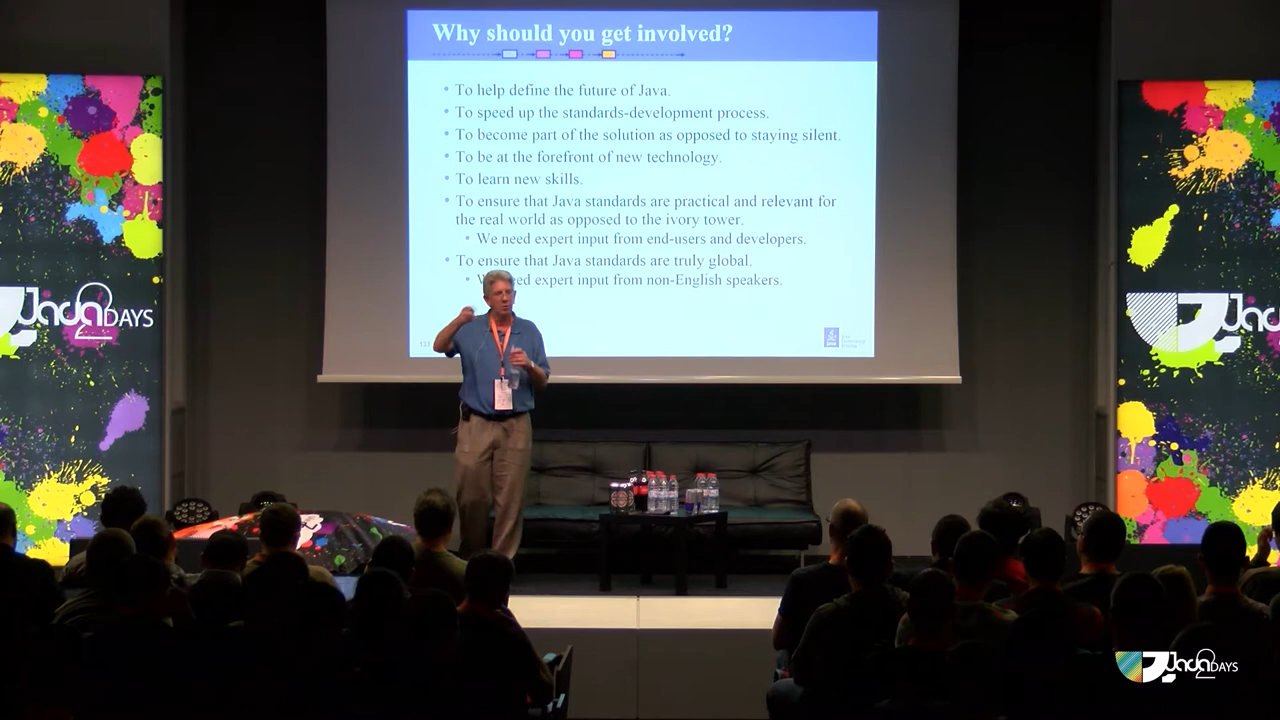 Why should you get involved?
• To help define the future of Java.
• To speed up the standards-development process.
• To become part of the solution as opposed to staying silent.
• To be at the forefront of new technology.
• To learn new skills.
• To ensure that Java standards are practical and relevant for
the real world as opposed to the ivory tower.
• We need expert input from end-users and developers.
• To ensure that Java standards are truly global.
• need expert input from non-English speakers.
Java2DAYS
Java2DAYS